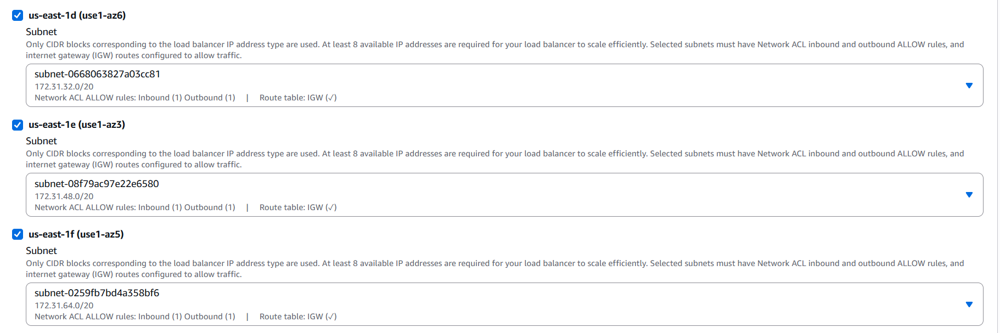 us-east-1d (use1-az6)
Subnet
Only CIDR blocks corresponding to the load balancer IP address type are used. At least 8 available IP addresses are required for your load balancer to scale efficiently. Selected subnets must have Network ACL inbound and outbound ALLOW rules, and
internet gateway (IGW) routes configured to allow traffic.
subnet-0668063827a03cc81
172.31.32.0/20
Network ACL ALLOW rules: Inbound (1) Outbound (1) | Route table: IGW (✓)
us-east-1e (use1-az3)
Subnet
Only CIDR blocks corresponding to the load balancer IP address type are used. At least 8 available IP addresses are required for your load balancer to scale efficiently. Selected subnets must have Network ACL inbound and outbound ALLOW rules, and
internet gateway (IGW) routes configured to allow traffic.
subnet-08f79ac97e22e6580
172.31.48.0/20
Network ACL ALLOW rules: Inbound (1) Outbound (1) | Route table: IGW (✓)
us-east-1f (use1-az5)
Subnet
Only CIDR blocks corresponding to the load balancer IP address type are used. At least 8 available IP addresses are required for your load balancer to scale efficiently. Selected subnets must have Network ACL inbound and outbound ALLOW rules, and
internet gateway (IGW) routes configured to allow traffic.
subnet-0259fb7bd4a358bf6
172.31.64.0/20
Network ACL ALLOW rules: Inbound (1) Outbound (1) | Route table: IGW (✓)